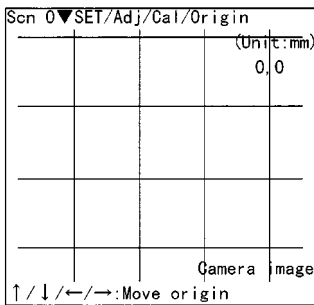 Scn 0▼SET/Adj/Cal/Origin
(Unit:mm)
0,0
Camera image
↑/↓/←/→:Move origin